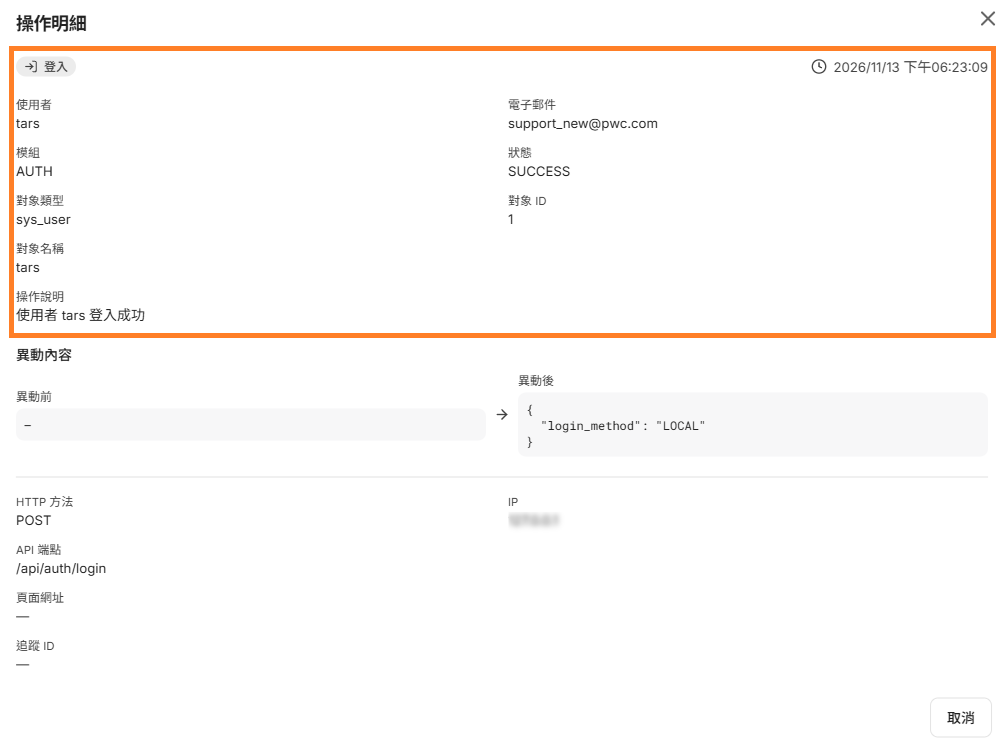 操作明細
登入
2026/11/13 下午06:23:09
使用者
tars
電子郵件
support_new@pwc.com
模組
AUTH
狀態
SUCCESS
對象類型
sys_user
對象 ID
1
對象名稱
tars
操作說明
使用者 tars 登入成功
異動內容
異動前
–
異動後
{
"login_method": "LOCAL"
}
HTTP 方法
POST
IP
API 端點
/api/auth/login
頁面網址
—
追蹤 ID
—
取消